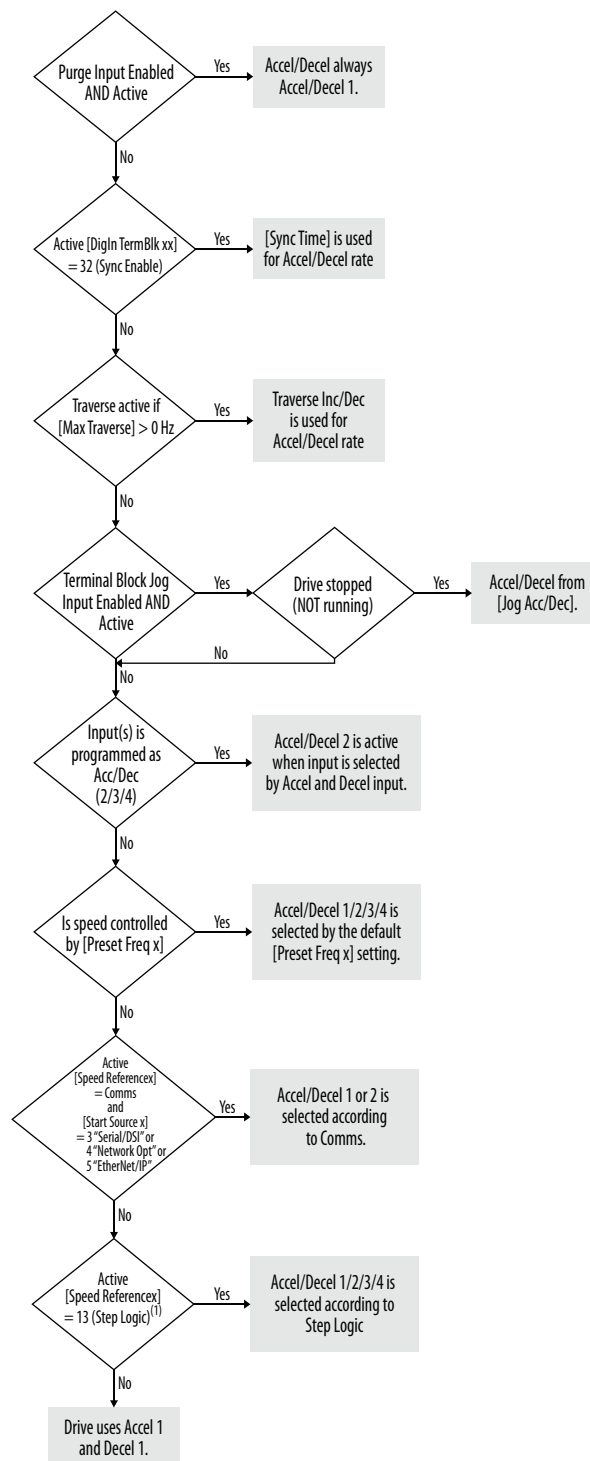 Purge Input Enabled
AND Active
Yes
Accel/Decel always
Accel/Decel 1.
No
Active [DigIn TermBlk xx]
= 32 (Sync Enable)
Yes
[Sync Time] is used
for Accel/Decel rate
No
Traverse active if
[Max Traverse] > 0 Hz
Yes
Traverse Inc/Dec
is used for
Accel/Decel rate
No
Terminal Block Jog
Input Enabled AND
Active
Yes
Drive stopped
(NOT running)
Yes
Accel/Decel from
[Jog Acc/Dec].
No
No
Input(s) is
programmed as
Acc/Dec
(2/3/4)
Yes
Accel/Decel 2 is active
when input is selected
by Accel and Decel input.
No
Is speed controlled
by [Preset Freq x]
Yes
Accel/Decel 1/2/3/4 is
selected by the default
[Preset Freq x] setting.
No
Active
[Speed Referencex]
= Comms
and
[Start Source x]
= 3 “Serial/DSI” or
4 “Network Opt” or
5 “EtherNet/IP”
Yes
Accel/Decel 1 or 2 is
selected according
to Comms.
No
Active
[Speed Referencex]
= 13 (Step Logic)(1)
Yes
Accel/Decel 1/2/3/4 is
selected according to
Step Logic
No
Drive uses Accel 1
and Decel 1.